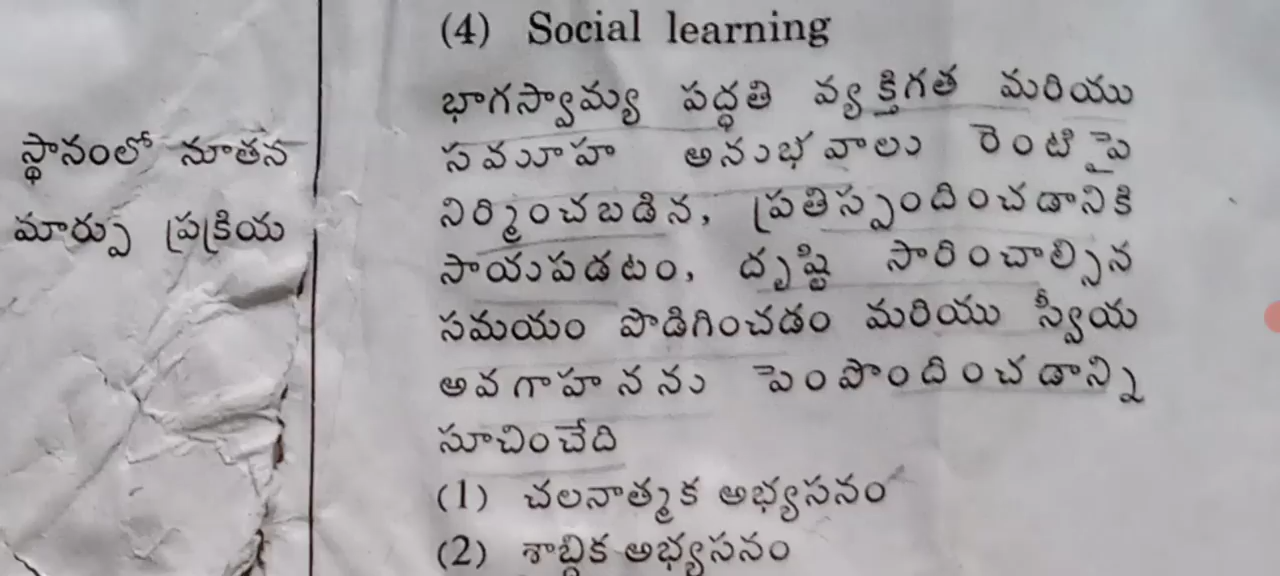 స్థానంలో నూతన
మార్పు ప్రక్రియ
(4) Social learning
భాగస్వామ్య పద్ధతి వ్యక్తిగత మరియు
సమూహ అనుభవాలు రెంటిపై
నిర్మించబడిన, ప్రతిస్పందించడానికి
సాయపడటం, దృష్టి సారించాల్సిన
సమయం పొడిగించడం మరియు స్వీయ
అవగాహనను పెంపొందించడాన్ని
సూచించేది
(1) చలనాత్మక అభ్యసనం
(2) శాబ్దిక అభ్యసనం